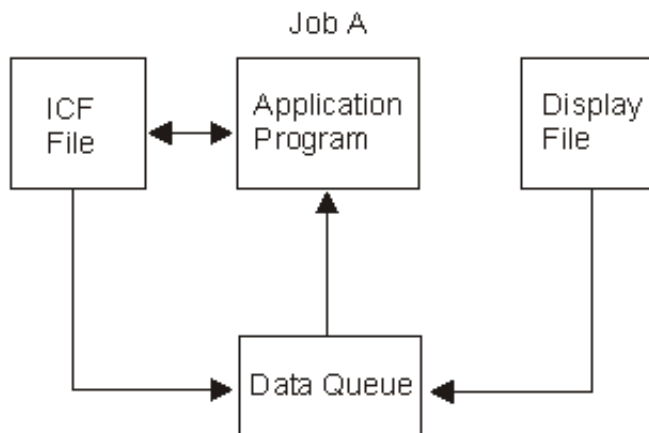 Job A
ICF
File
Application
Program
Display
File
Data Queue